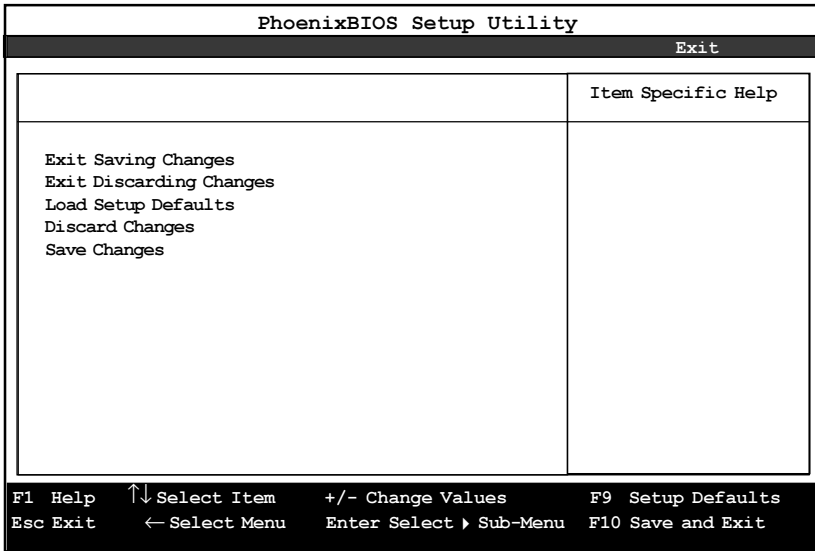 PhoenixBIOS Setup Utility
Exit
Item Specific Help
Exit Saving Changes
Exit Discarding Changes
Load Setup Defaults
Discard Changes
Save Changes
F1 Help ↑↓ Select Item +/- Change Values F9 Setup Defaults
Esc Exit ← Select Menu Enter Select ▶ Sub-Menu F10 Save and Exit